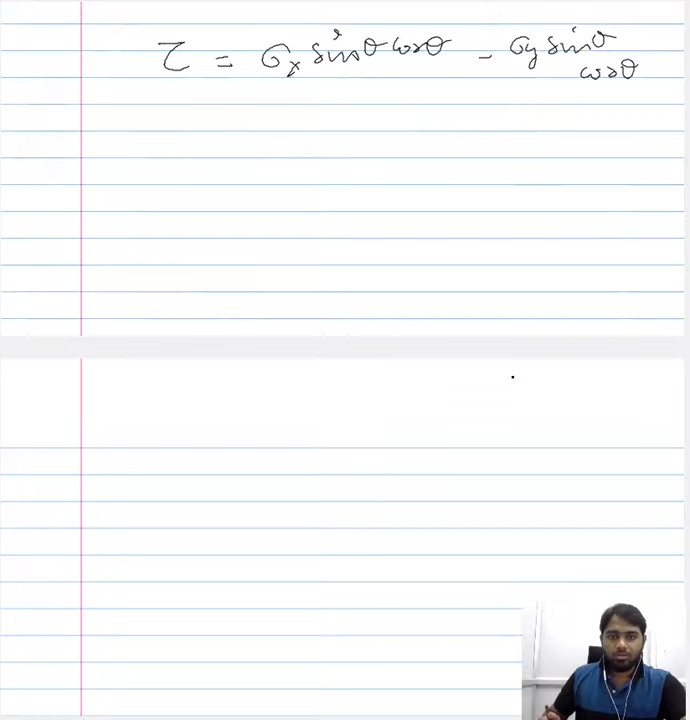 τ = σx sinθ cosθ - σy sinθ
cosθ